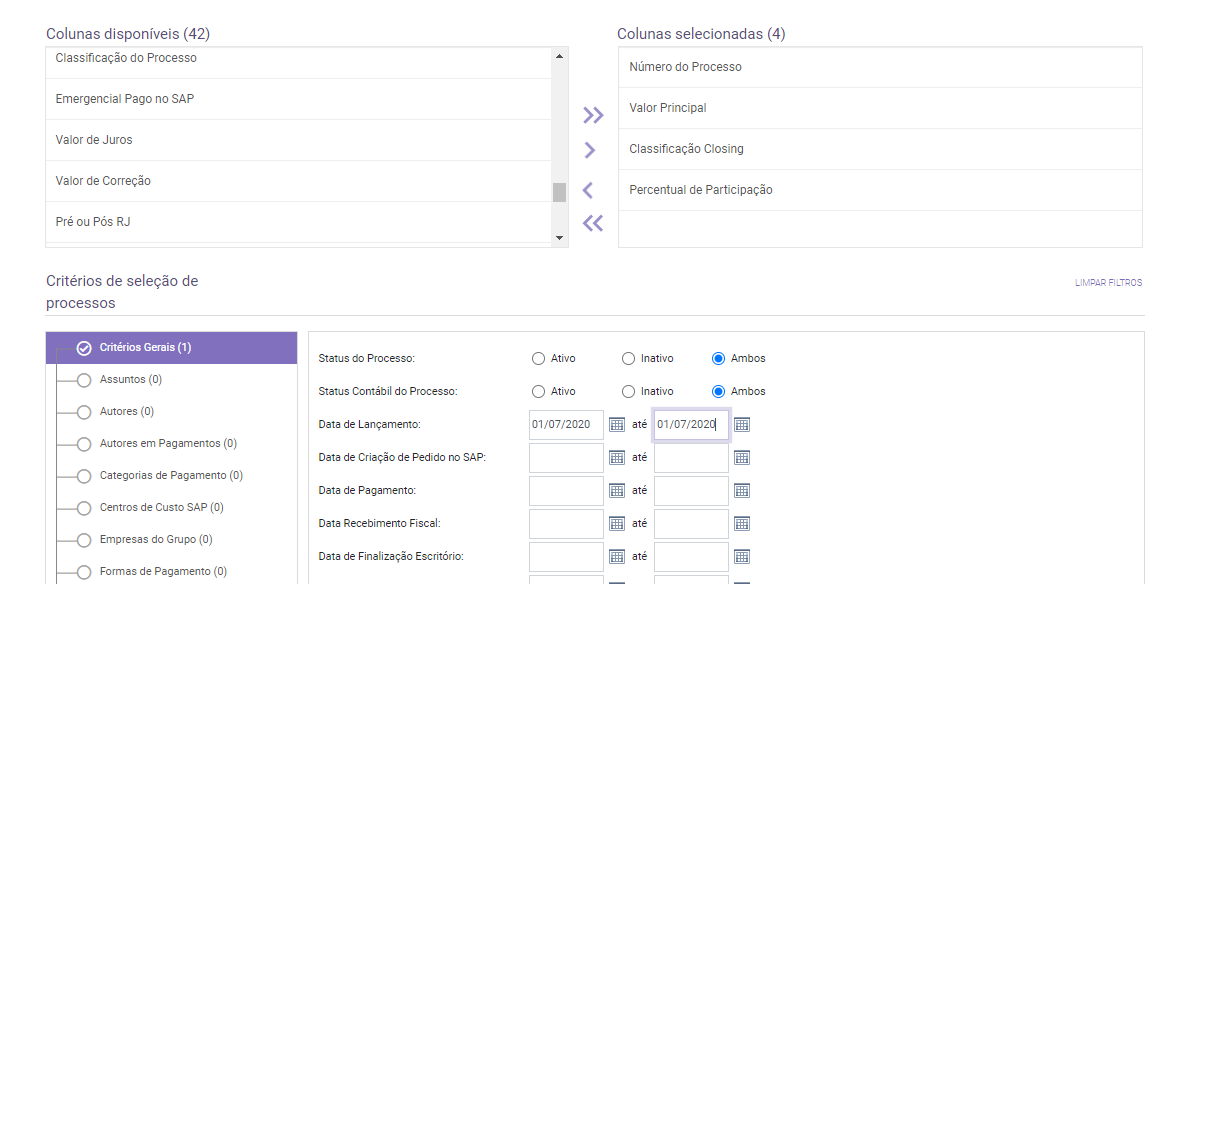 Colunas disponíveis (42)
Classificação do Processo
Emergencial Pago no SAP
Valor de Juros
Valor de Correção
Pré ou Pós RJ
Colunas selecionadas (4)
Número do Processo
Valor Principal
Classificação Closing
Percentual de Participação
Critérios de seleção de
processos
LIMPAR FILTROS
Critérios Gerais (1)
Assuntos (0)
Autores (0)
Autores em Pagamentos (0)
Categorias de Pagamento (0)
Centros de Custo SAP (0)
Empresas do Grupo (0)
Formas de Pagamento (0)
Status do Processo: Ativo Inativo Ambos
Status Contábil do Processo: Ativo Inativo Ambos
Data de Lançamento: 01/07/2020 até 01/07/2020
Data de Criação de Pedido no SAP: até
Data de Pagamento: até
Data Recebimento Fiscal: até
Data de Finalização Escritório: até